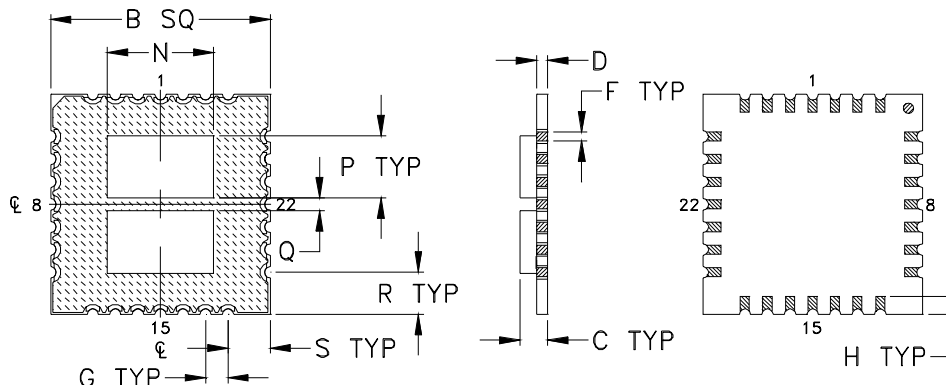 B SQ
N
1
P TYP
℄ 8
22
Q
R TYP
15
℄
S TYP
G TYP
D
F TYP
C TYP
1
22
8
15
H TYP